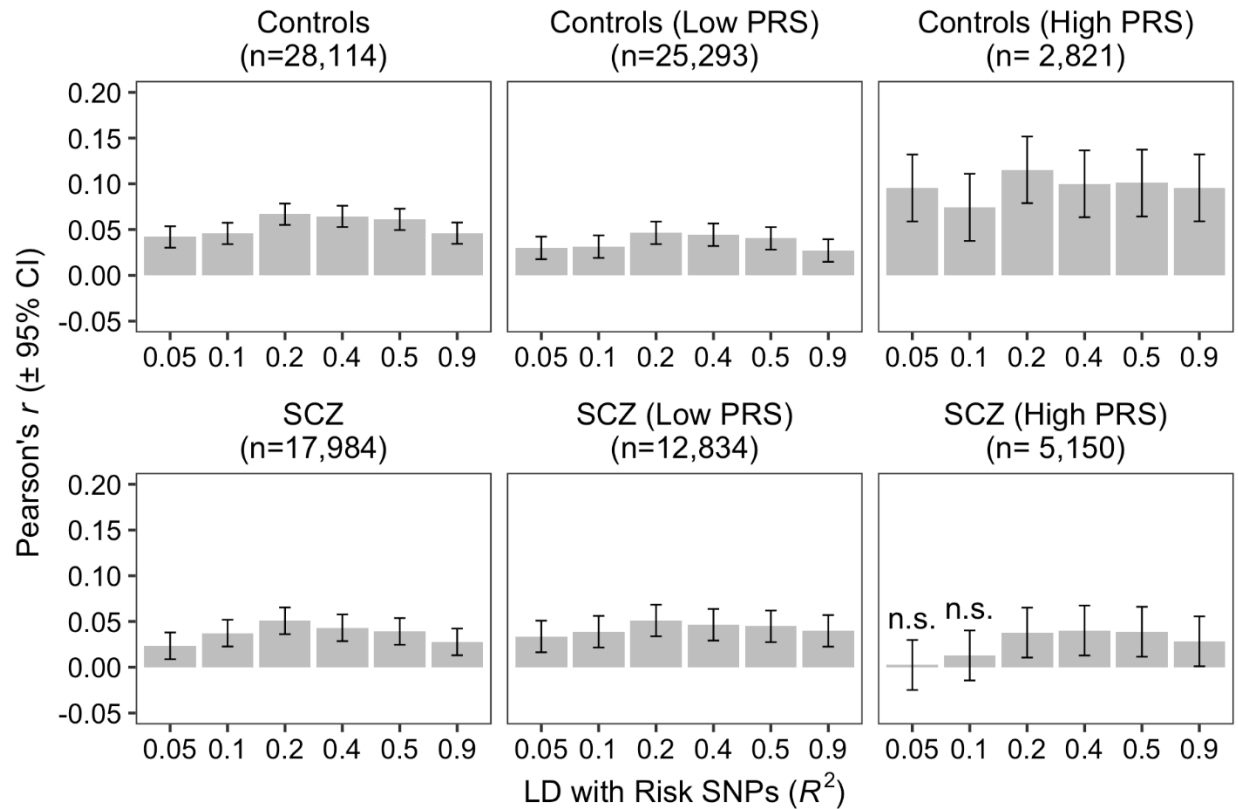 Controls
(n=28,114)
Controls (Low PRS)
(n=25,293)
Controls (High PRS)
(n= 2,821)
0.20
0.15
0.10
0.05
0.00
-0.05
0.05 0.1 0.2 0.4 0.5 0.9
0.05 0.1 0.2 0.4 0.5 0.9
0.05 0.1 0.2 0.4 0.5 0.9
Pearson's r (± 95% CI)
SCZ
(n=17,984)
SCZ (Low PRS)
(n=12,834)
SCZ (High PRS)
(n= 5,150)
0.20
0.15
0.10
0.05
0.00
-0.05
n.s.
n.s.
0.05 0.1 0.2 0.4 0.5 0.9
0.05 0.1 0.2 0.4 0.5 0.9
0.05 0.1 0.2 0.4 0.5 0.9
LD with Risk SNPs (R²)